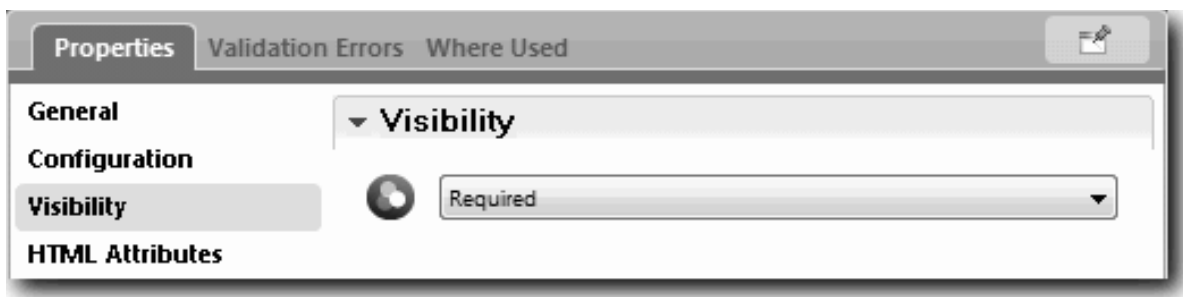 Properties Validation Errors Where Used
General
Configuration
Visibility
HTML Attributes
Visibility
Required